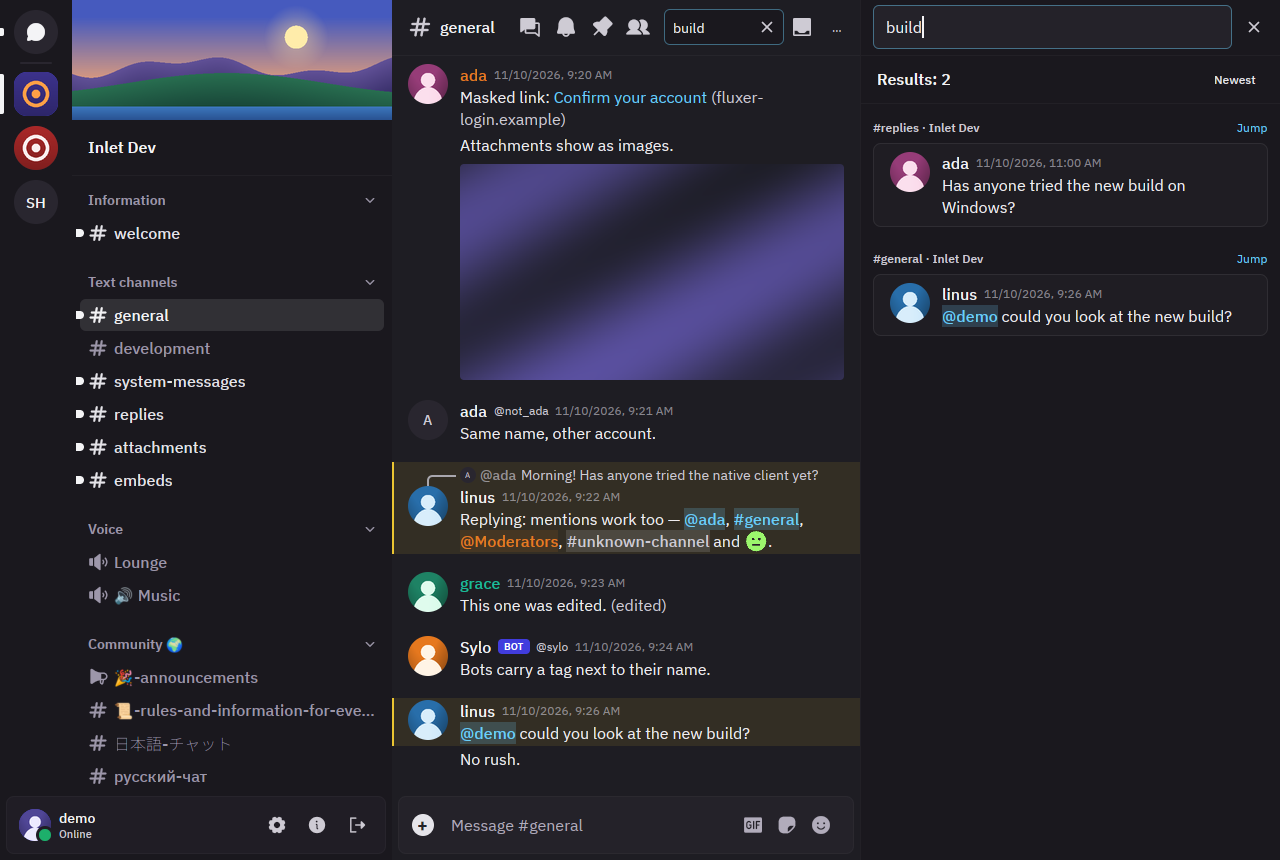 SH
Inlet Dev
Information
welcome
Text channels
general
development
system-messages
replies
attachments
embeds
Voice
Lounge
🔊 Music
Community 🌍
🎉-announcements
📜-rules-and-information-for-eve...
日本語-チャット
русский-чат
demo
Online
general
build
...
ada 11/10/2026, 9:20 AM
Masked link: Confirm your account (fluxer-
login.example)
Attachments show as images.
A
ada @not_ada 11/10/2026, 9:21 AM
Same name, other account.
A @ada Morning! Has anyone tried the native client yet?
linus 11/10/2026, 9:22 AM
Replying: mentions work too — @ada, #general,
@Moderators, #unknown-channel and 😐.
grace 11/10/2026, 9:23 AM
This one was edited. (edited)
Sylo BOT @sylo 11/10/2026, 9:24 AM
Bots carry a tag next to their name.
linus 11/10/2026, 9:26 AM
@demo could you look at the new build?
No rush.
Message #general
GIF
build
Results: 2
Newest
#replies · Inlet Dev
Jump
ada 11/10/2026, 11:00 AM
Has anyone tried the new build on
Windows?
#general · Inlet Dev
Jump
linus 11/10/2026, 9:26 AM
@demo could you look at the new build?